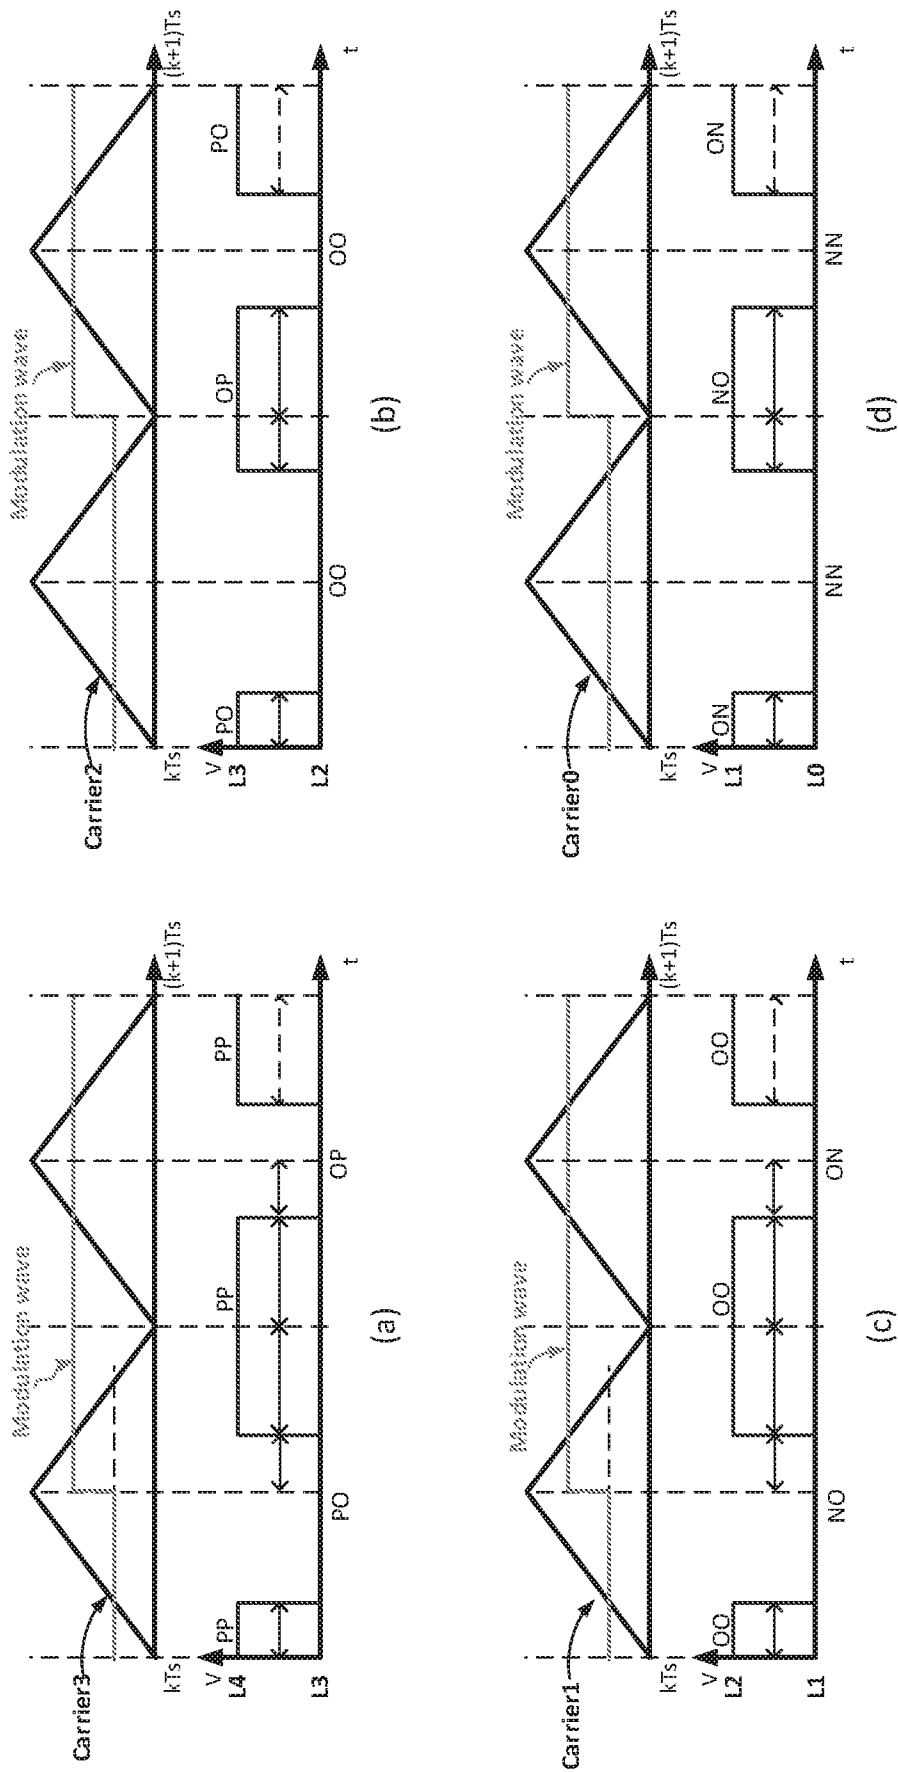 Carrier3
Modulation wave
kTs
(k+1)Ts
V
L4
L3
PP
PO
PP
OP
PP
t
(a)
Carrier2
Modulation wave
kTs
(k+1)Ts
V
L3
L2
PO
OO
OP
OO
PO
t
(b)
Carrier1
Modulation wave
kTs
(k+1)Ts
V
L2
L1
OO
NO
OO
ON
OO
t
(c)
Carrier0
Modulation wave
kTs
(k+1)Ts
V
L1
L0
ON
NN
NO
NN
ON
t
(d)